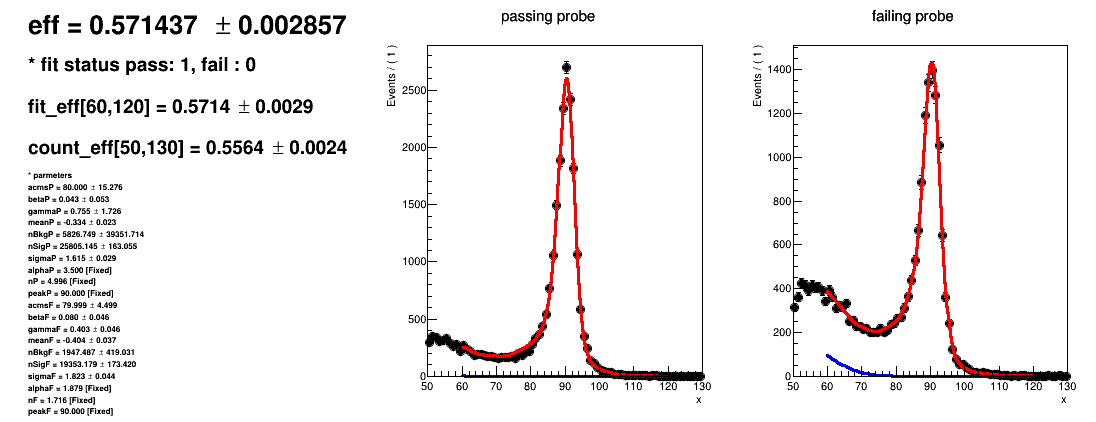 eff = 0.571437 ± 0.002857
* fit status pass: 1, fail : 0
fit_eff[60,120] = 0.5714 ± 0.0029
count_eff[50,130] = 0.5564 ± 0.0024
* parmeters
acmsP = 80.000 ± 15.276
betaP = 0.043 ± 0.053
gammaP = 0.755 ± 1.726
meanP = -0.334 ± 0.023
nBkgP = 5826.749 ± 39351.714
nSigP = 25805.145 ± 163.055
sigmaP = 1.615 ± 0.029
alphaP = 3.500 [Fixed]
nP = 4.996 [Fixed]
peakP = 90.000 [Fixed]
acmsF = 79.999 ± 4.499
betaF = 0.080 ± 0.046
gammaF = 0.403 ± 0.046
meanF = -0.404 ± 0.037
nBkgF = 1947.487 ± 419.031
nSigF = 19353.179 ± 173.420
sigmaF = 1.823 ± 0.044
alphaF = 1.879 [Fixed]
nF = 1.716 [Fixed]
peakF = 90.000 [Fixed]
passing probe
Events / ( 1 )
2500
2000
1500
1000
500
0
50 60 70 80 90 100 110 120 130
x
failing probe
Events / ( 1 )
1400
1200
1000
800
600
400
200
0
50 60 70 80 90 100 110 120 130
x